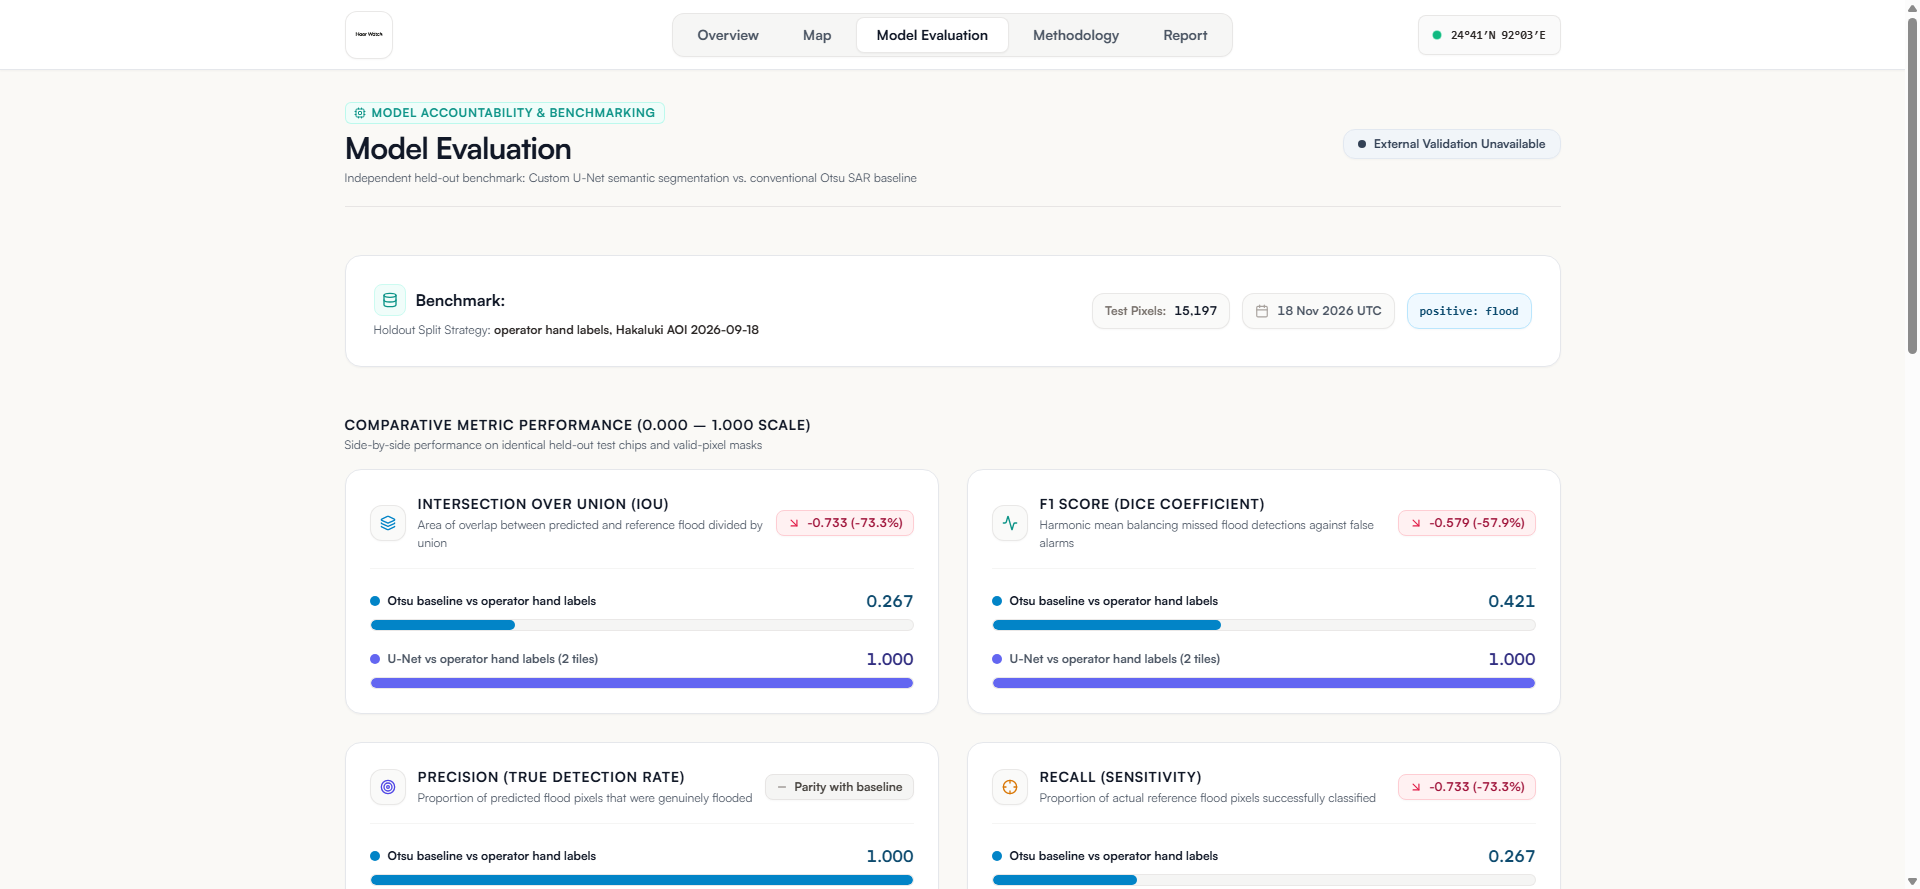 Haor Watch
Overview
Map
Model Evaluation
Methodology
Report
24°41′N 92°03′E
MODEL ACCOUNTABILITY & BENCHMARKING
Model Evaluation
External Validation Unavailable
Independent held-out benchmark: Custom U-Net semantic segmentation vs. conventional Otsu SAR baseline
Benchmark:
Holdout Split Strategy: operator hand labels, Hakaluki AOI 2026-09-18
Test Pixels: 15,197
18 Nov 2026 UTC
positive: flood
COMPARATIVE METRIC PERFORMANCE (0.000 — 1.000 SCALE)
Side-by-side performance on identical held-out test chips and valid-pixel masks
INTERSECTION OVER UNION (IOU)
Area of overlap between predicted and reference flood divided by
union
-0.733 (-73.3%)
Otsu baseline vs operator hand labels
0.267
U-Net vs operator hand labels (2 tiles)
1.000
F1 SCORE (DICE COEFFICIENT)
Harmonic mean balancing missed flood detections against false
alarms
-0.579 (-57.9%)
Otsu baseline vs operator hand labels
0.421
U-Net vs operator hand labels (2 tiles)
1.000
PRECISION (TRUE DETECTION RATE)
Proportion of predicted flood pixels that were genuinely flooded
Parity with baseline
Otsu baseline vs operator hand labels
1.000
RECALL (SENSITIVITY)
Proportion of actual reference flood pixels successfully classified
-0.733 (-73.3%)
Otsu baseline vs operator hand labels
0.267